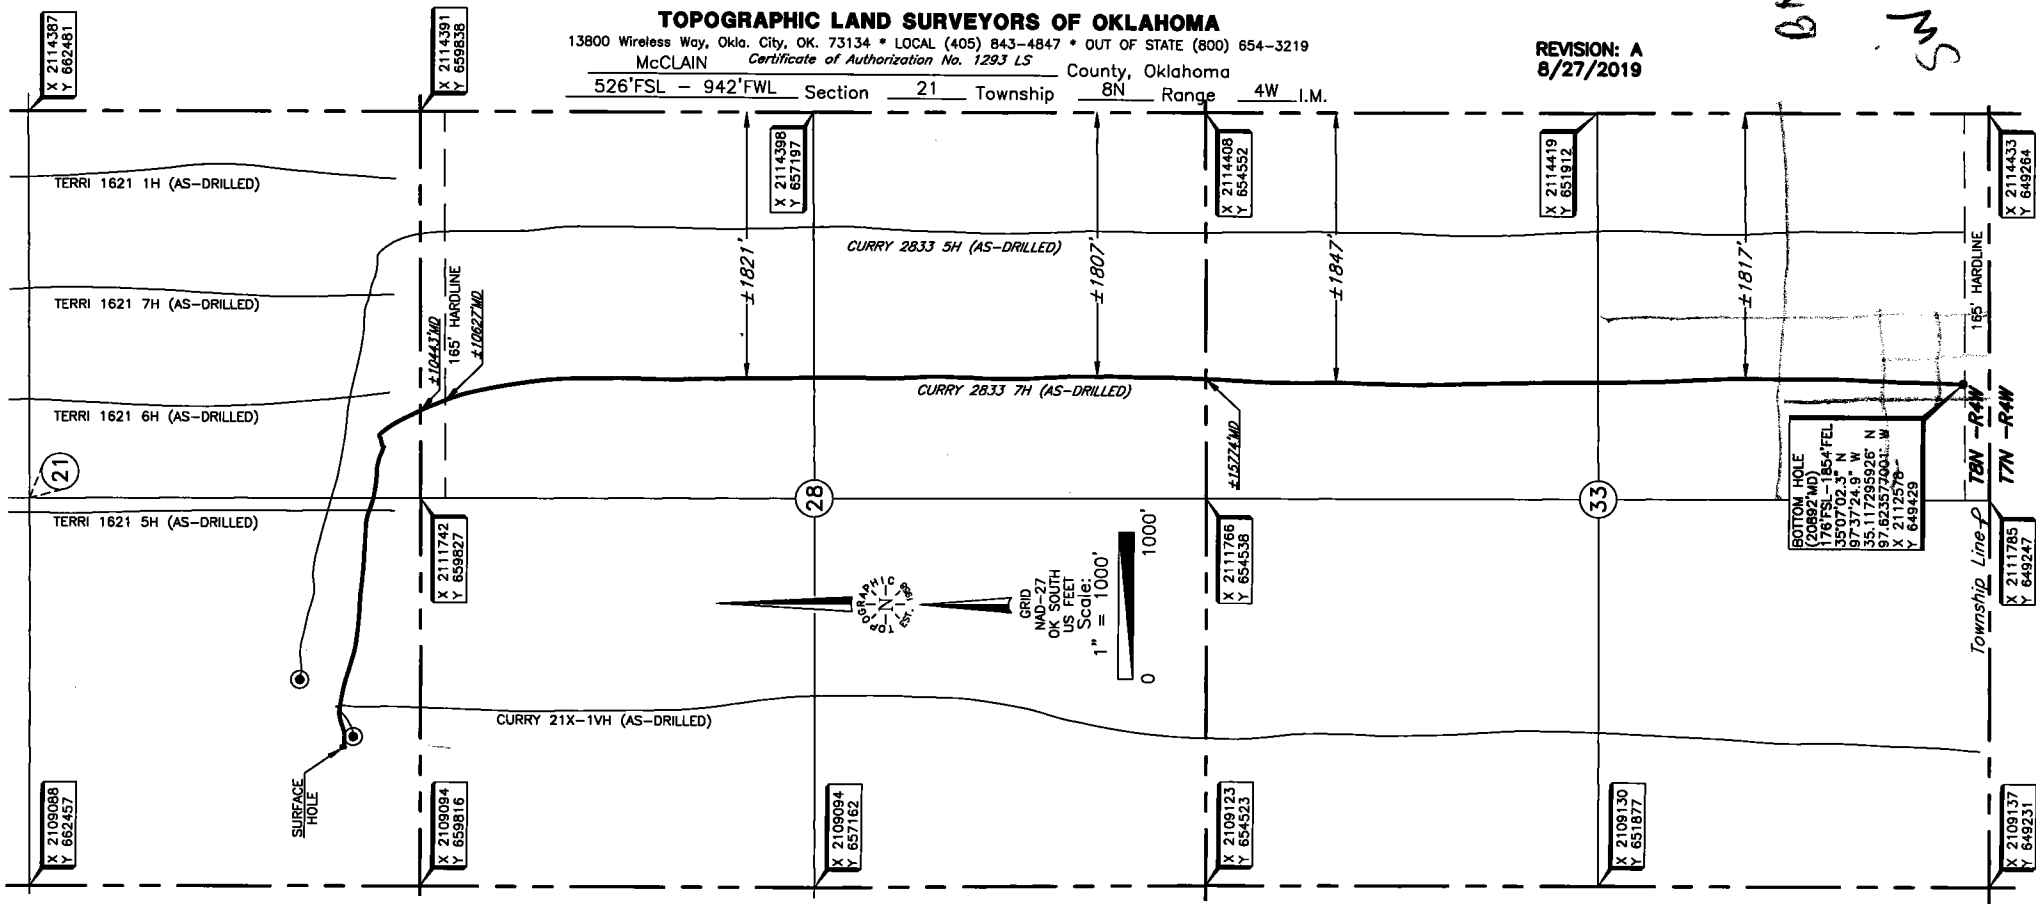 TOPOGRAPHIC LAND SURVEYORS OF OKLAHOMA
13800 Wireless Way, Okla. City, OK. 73134 * LOCAL (405) 843-4847 * OUT OF STATE (800) 654-3219
Certificate of Authorization No. 1293 LS
McCLAIN County, Oklahoma
526'FSL - 942'FWL Section 21 Township 8N Range 4W I.M.
REVISION: A
8/27/2019
X 2114387
Y 662481
X 2114391
Y 659838
X 2114398
Y 657197
X 2114408
Y 654552
X 2114419
Y 651912
X 2114433
Y 649264
TERRI 1621 1H (AS-DRILLED)
TERRI 1621 7H (AS-DRILLED)
TERRI 1621 6H (AS-DRILLED)
TERRI 1621 5H (AS-DRILLED)
21
±10443'MD
165' HARDLINE
±10627'MD
±1821'
CURRY 2833 5H (AS-DRILLED)
±1807'
±1847'
±1817'
165' HARDLINE
CURRY 2833 7H (AS-DRILLED)
±15774'MD
28
33
T8N -R4W
T7N -R4W
BOTTOM HOLE
(20892'MD)
176'FSL-1854'FEL
35°07'02.3" N
97°37'24.9" W
35.117295926° N
97.623577001° W
X 2112578
Y 649429
Township Line
X 2111742
Y 659827
X 2111766
Y 654538
X 2111785
Y 649247
TOPOGRAPHIC
N
EST. 1958
GRID
NAD-27
OK SOUTH
US FEET
Scale:
1" = 1000'
0 1000'
CURRY 21X-1VH (AS-DRILLED)
SURFACE
HOLE
X 2109088
Y 662457
X 2109094
Y 659816
X 2109094
Y 657162
X 2109123
Y 654523
X 2109130
Y 651877
X 2109137
Y 649231